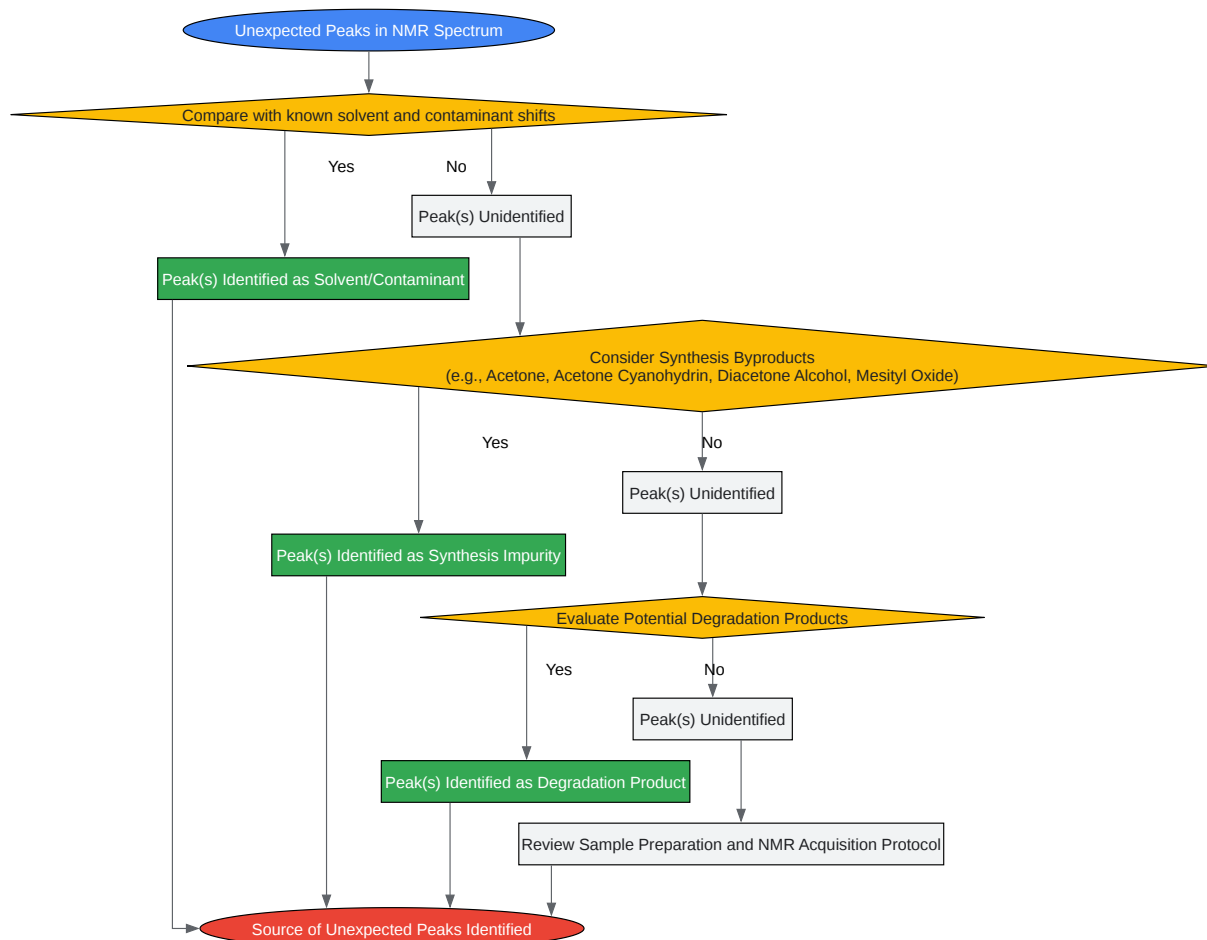 Unexpected Peaks in NMR Spectrum
Compare with known solvent and contaminant shifts
Yes
No
Peak(s) Unidentified
Peak(s) Identified as Solvent/Contaminant
Consider Synthesis Byproducts
(e.g., Acetone, Acetone Cyanohydrin, Diacetone Alcohol, Mesityl Oxide)
Yes
No
Peak(s) Unidentified
Peak(s) Identified as Synthesis Impurity
Evaluate Potential Degradation Products
Yes
No
Peak(s) Unidentified
Peak(s) Identified as Degradation Product
Review Sample Preparation and NMR Acquisition Protocol
Source of Unexpected Peaks Identified